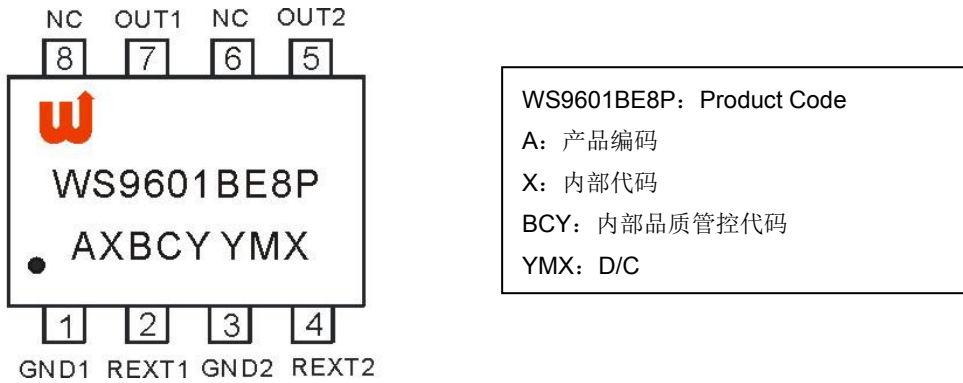 NC OUT1 NC OUT2
8 7 6 5
WS9601BE8P
AXBCY YMX
1 2 3 4
GND1 REXT1 GND2 REXT2
WS9601BE8P：Product Code
A：产品编码
X：内部代码
BCY：内部品质管控代码
YMX：D/C